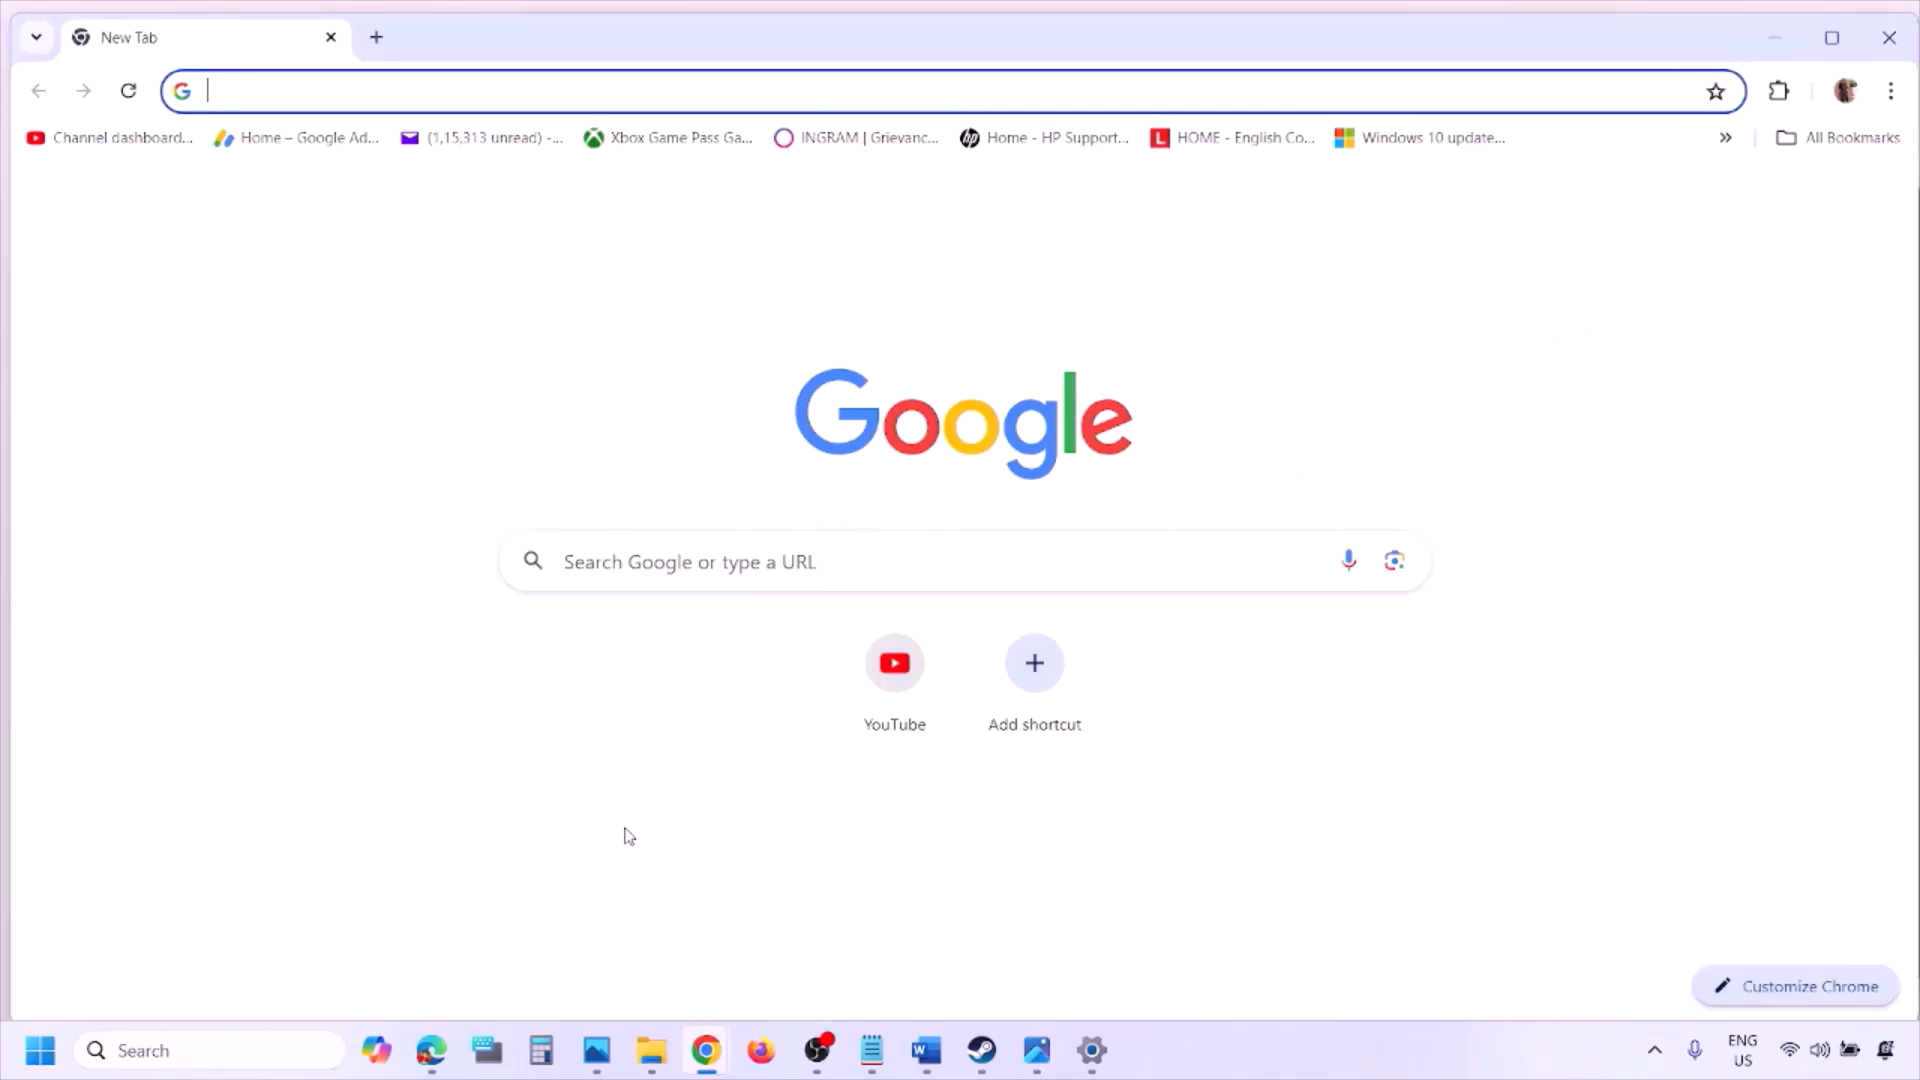 New Tab
Channel dashboard...
Home – Google Ad...
(1,15,313 unread) -...
Xbox Game Pass Ga...
INGRAM | Grievanc...
Home - HP Support...
HOME - English Co...
Windows 10 update...
All Bookmarks
Google
Search Google or type a URL
YouTube
Add shortcut
Customize Chrome
Search
ENG
US